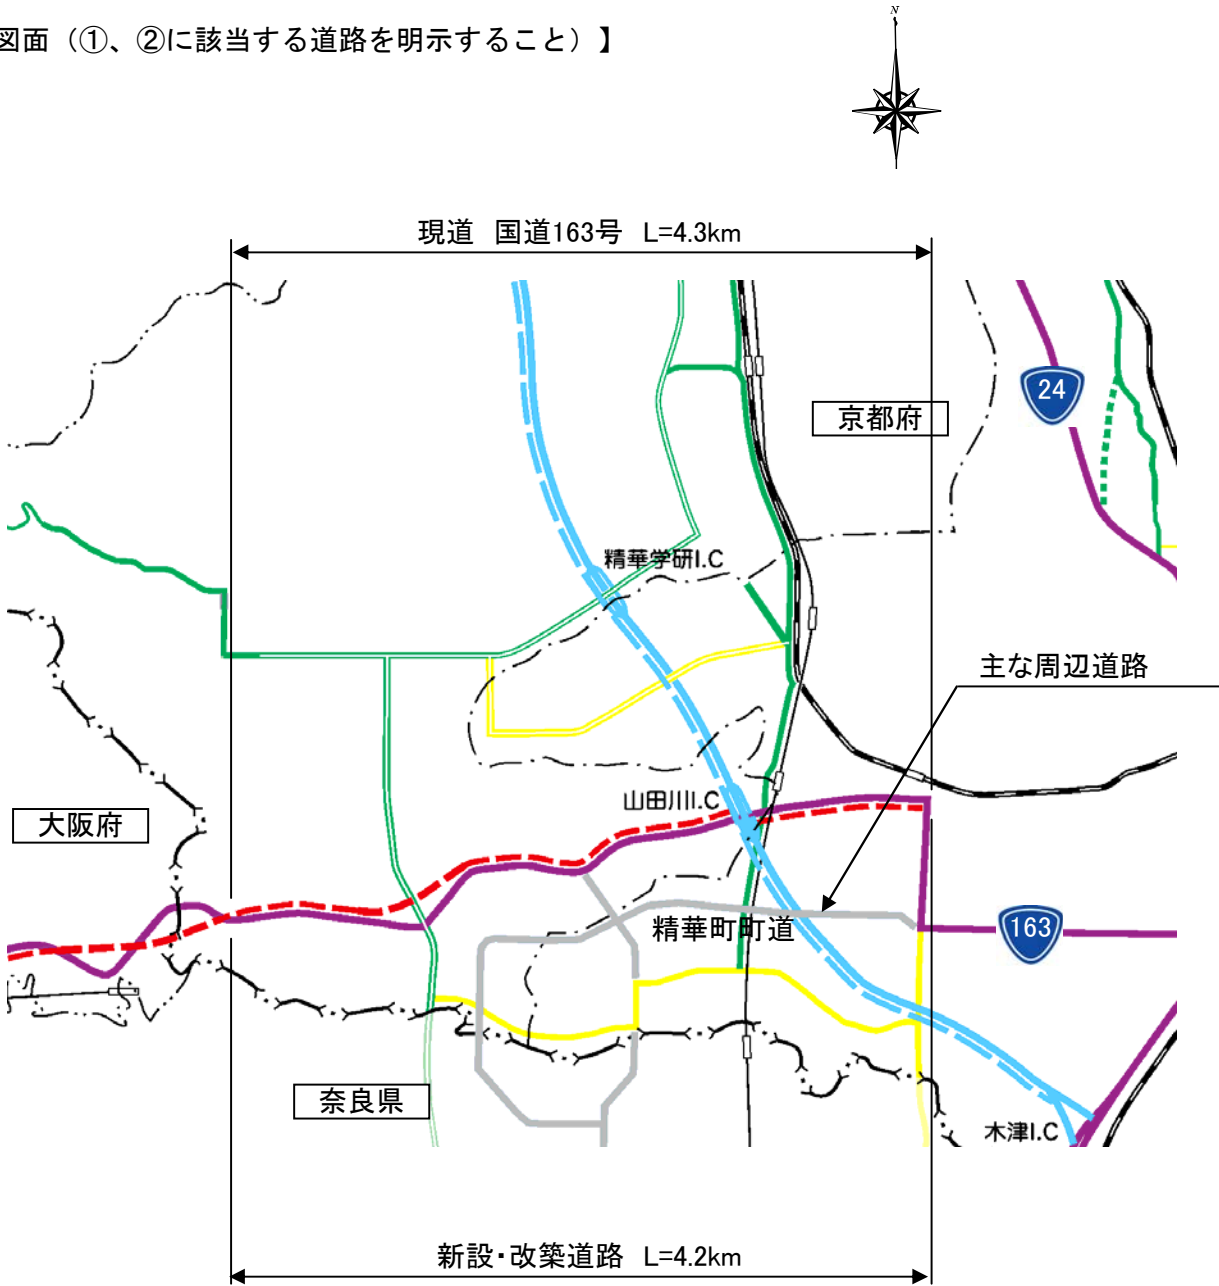 N
図面（①、②に該当する道路を明示すること）】
現道 国道163号 L=4.3km
24
京都府
精華学研I.C
主な周辺道路
山田川I.C
大阪府
精華町町道
163
奈良県
木津I.C
新設・改築道路 L=4.2km